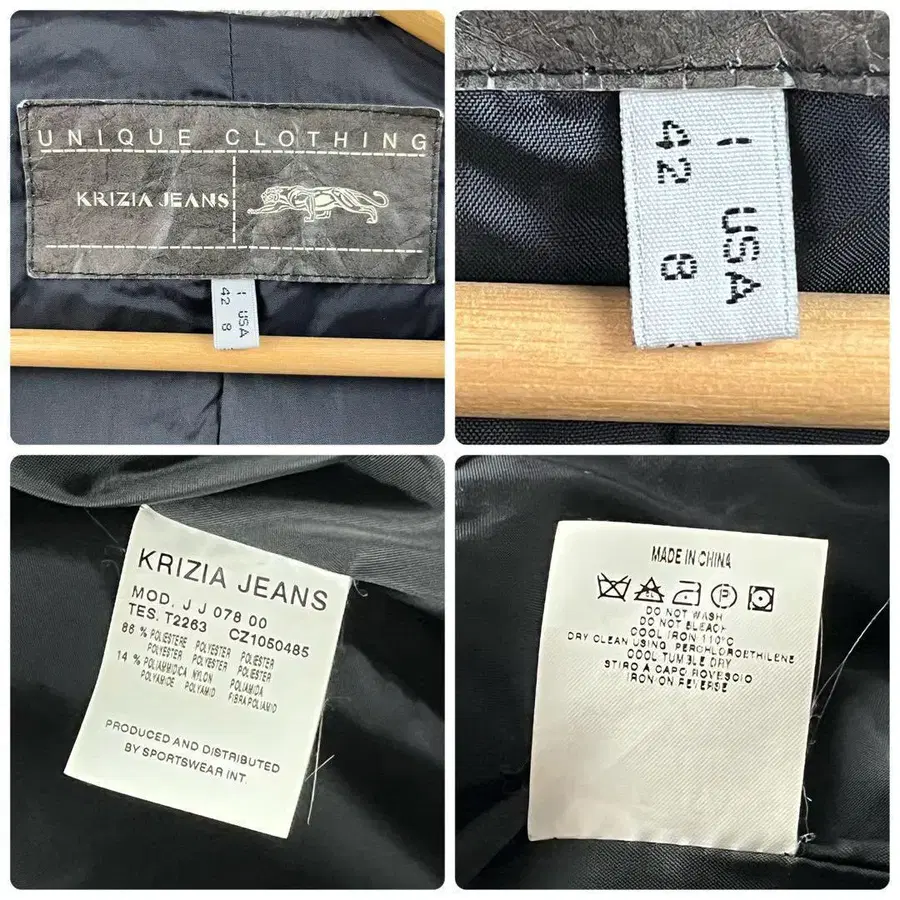 UNIQUE CLOTHING
KRIZIA JEANS
I USA
42 8
I USA
42 8
KRIZIA JEANS
MOD. J J 078 00
TES. T2263 CZ1050485
86 % POLIESTERE POLYESTER POLIESTER
POLYESTER POLYESTER POLIESTER
14 % POLIAMMIDICA NYLON POLIAMIDA
POLYAMICE POLYAMID FIBRA POLIAMID
PRODUCED AND DISTRIBUTED
BY SPORTSWEAR INT.
MADE IN CHINA
DO NOT WASH
DO NOT BLEACH
COOL IRON 110°C
DRY CLEAN USING PERCHLOROETHILENE
COOL TUMBLE DRY
STIRO A CAPO ROVESCIO
IRON ON REVERSE